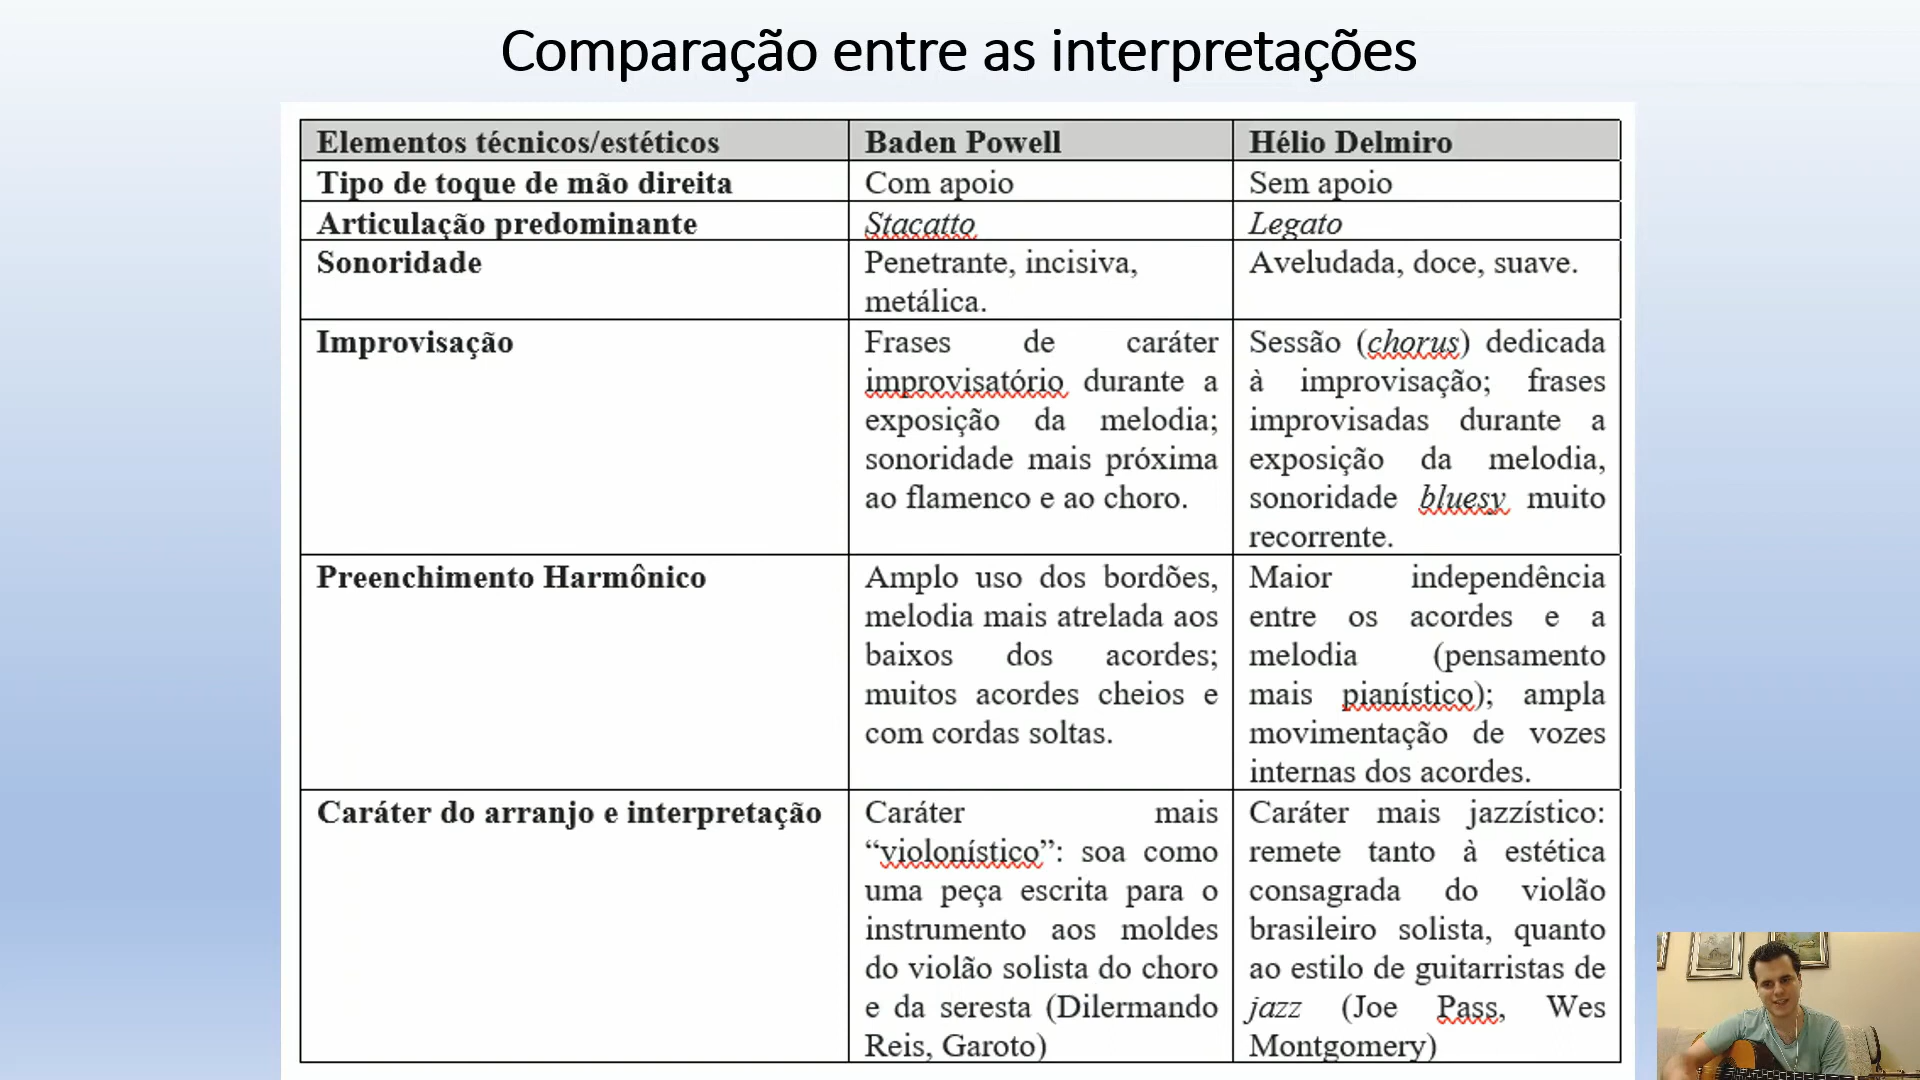 Comparação entre as interpretações
Elementos técnicos/estéticos
Baden Powell
Hélio Delmiro
Tipo de toque de mão direita
Com apoio
Sem apoio
Articulação predominante
Stacatto
Legato
Sonoridade
Penetrante, incisiva,
metálica.
Aveludada, doce, suave.
Improvisação
Frases de caráter
improvisatório durante a
exposição da melodia;
sonoridade mais próxima
ao flamenco e ao choro.
Sessão (chorus) dedicada
à improvisação; frases
improvisadas durante a
exposição da melodia,
sonoridade bluesy muito
recorrente.
Preenchimento Harmônico
Amplo uso dos bordões,
melodia mais atrelada aos
baixos dos acordes;
muitos acordes cheios e
com cordas soltas.
Maior independência
entre os acordes e a
melodia (pensamento
mais pianístico); ampla
movimentação de vozes
internas dos acordes.
Caráter do arranjo e interpretação
Caráter mais
“violonístico”: soa como
uma peça escrita para o
instrumento aos moldes
do violão solista do choro
e da seresta (Dilermando
Reis, Garoto)
Caráter mais jazzístico:
remete tanto à estética
consagrada do violão
brasileiro solista, quanto
ao estilo de guitarristas de
jazz (Joe Pass, Wes
Montgomery)